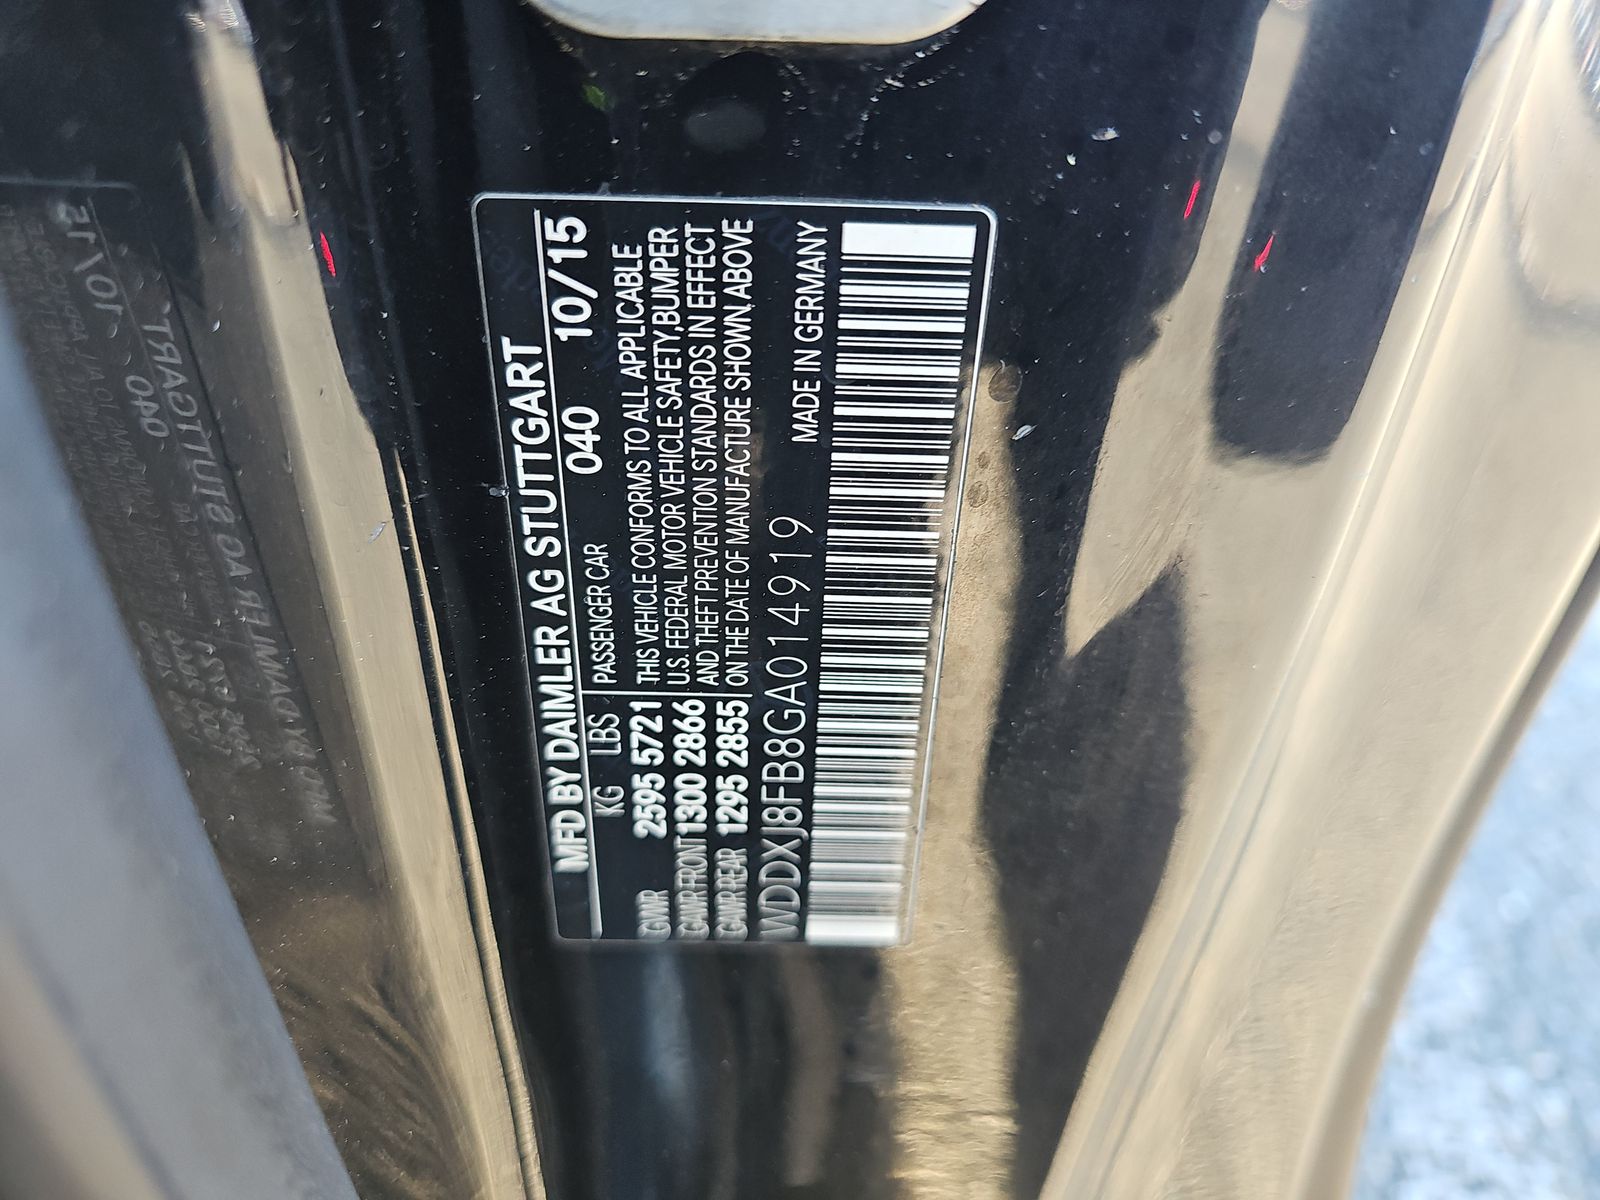 MFD BY DAIMLER AG STUTTGART
KG LBS PASSENGER CAR 040 10/15
GVWR 2595 5721 THIS VEHICLE CONFORMS TO ALL APPLICABLE
GAWR FRONT 1300 2866 U.S. FEDERAL MOTOR VEHICLE SAFETY, BUMPER
GAWR REAR 1295 2855 AND THEFT PREVENTION STANDARDS IN EFFECT
ON THE DATE OF MANUFACTURE SHOWN ABOVE
WDDXJ8FB8GA014919 MADE IN GERMANY